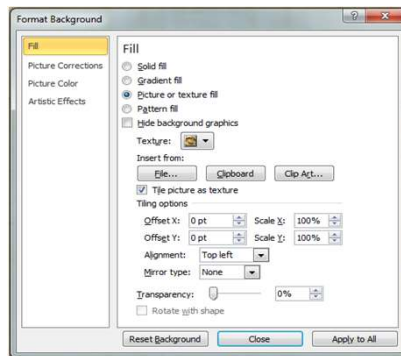 Format Background
Fill
Picture Corrections
Picture Color
Artistic Effects
Fill
Solid fill
Gradient fill
Picture or texture fill
Pattern fill
Hide background graphics
Texture:
Insert from:
File... Clipboard Clip Art...
Tile picture as texture
Tiling options
Offset X: 0 pt Scale X: 100%
Offset Y: 0 pt Scale Y: 100%
Alignment: Top left
Mirror type: None
Transparency: 0%
Rotate with shape
Reset Background Close Apply to All